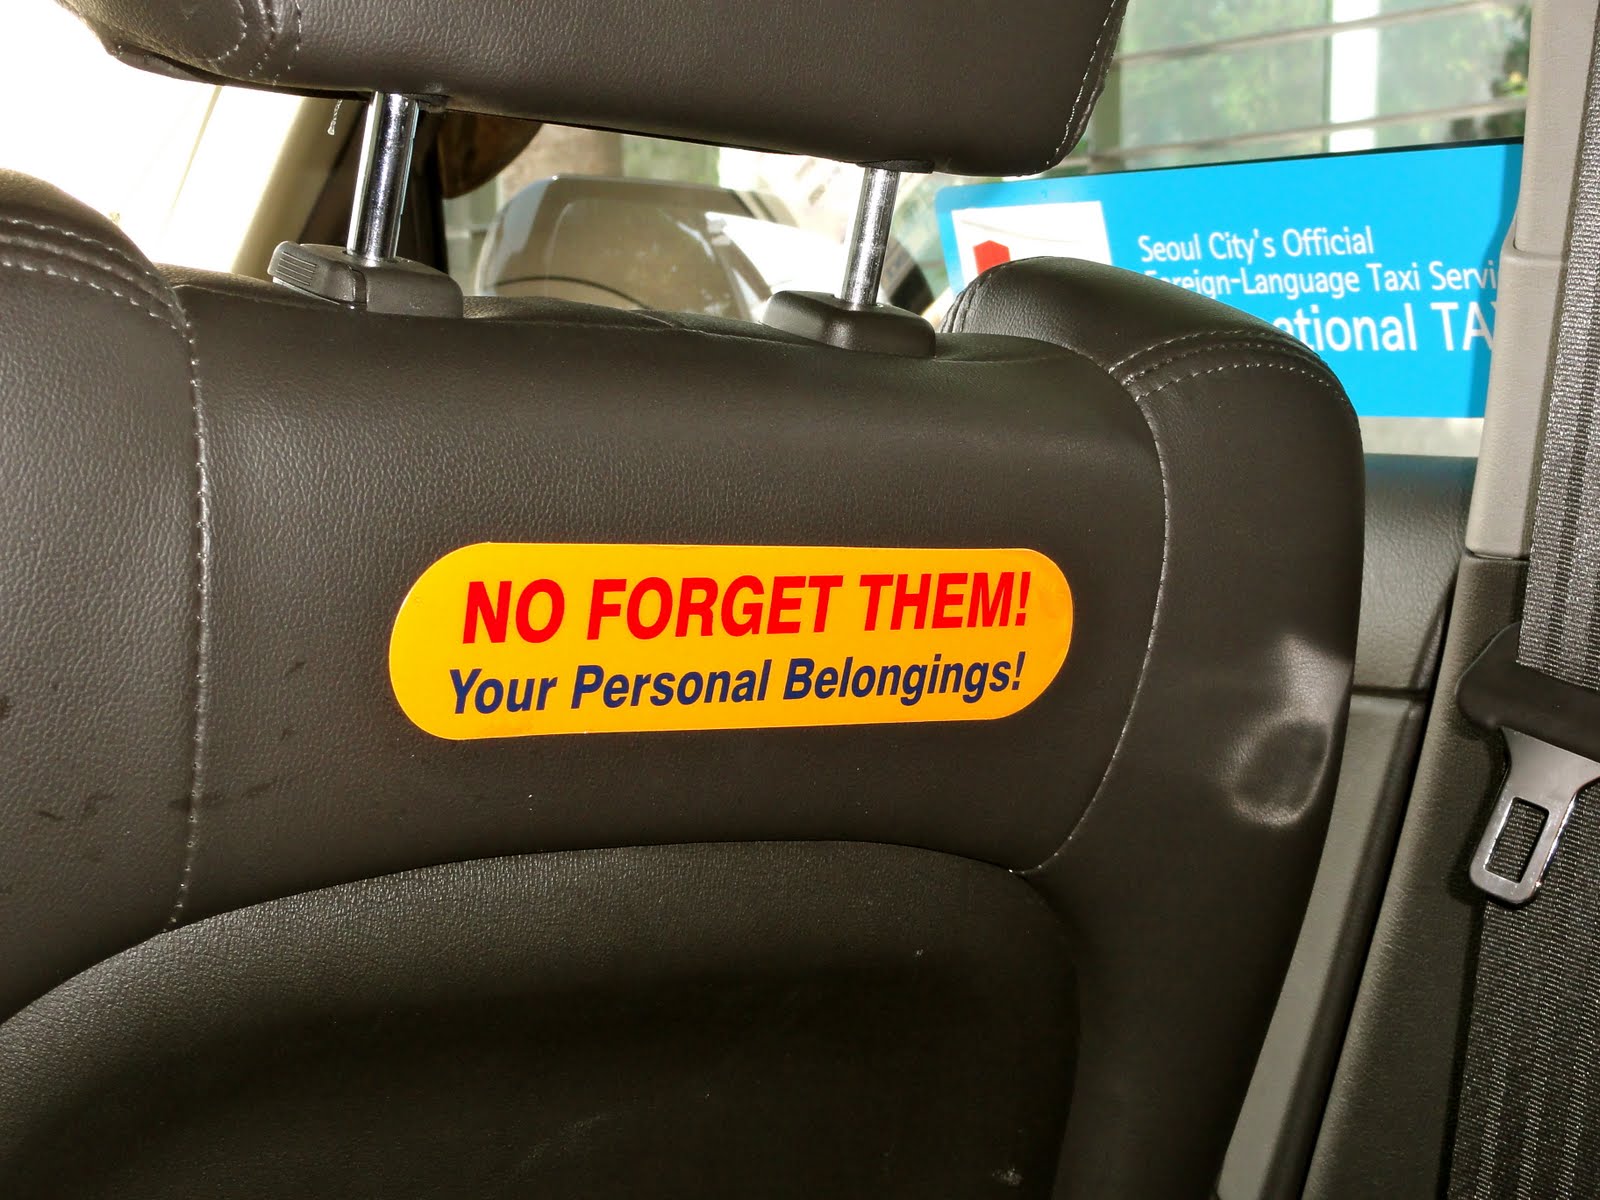 Seoul City's Official
Foreign-Language Taxi
NO FORGET THEM!
Your Personal Belongings!